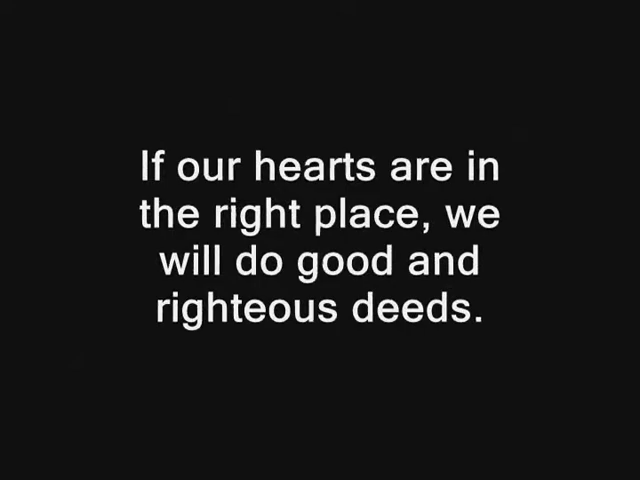 If our hearts are in
the right place, we
will do good and
righteous deeds.